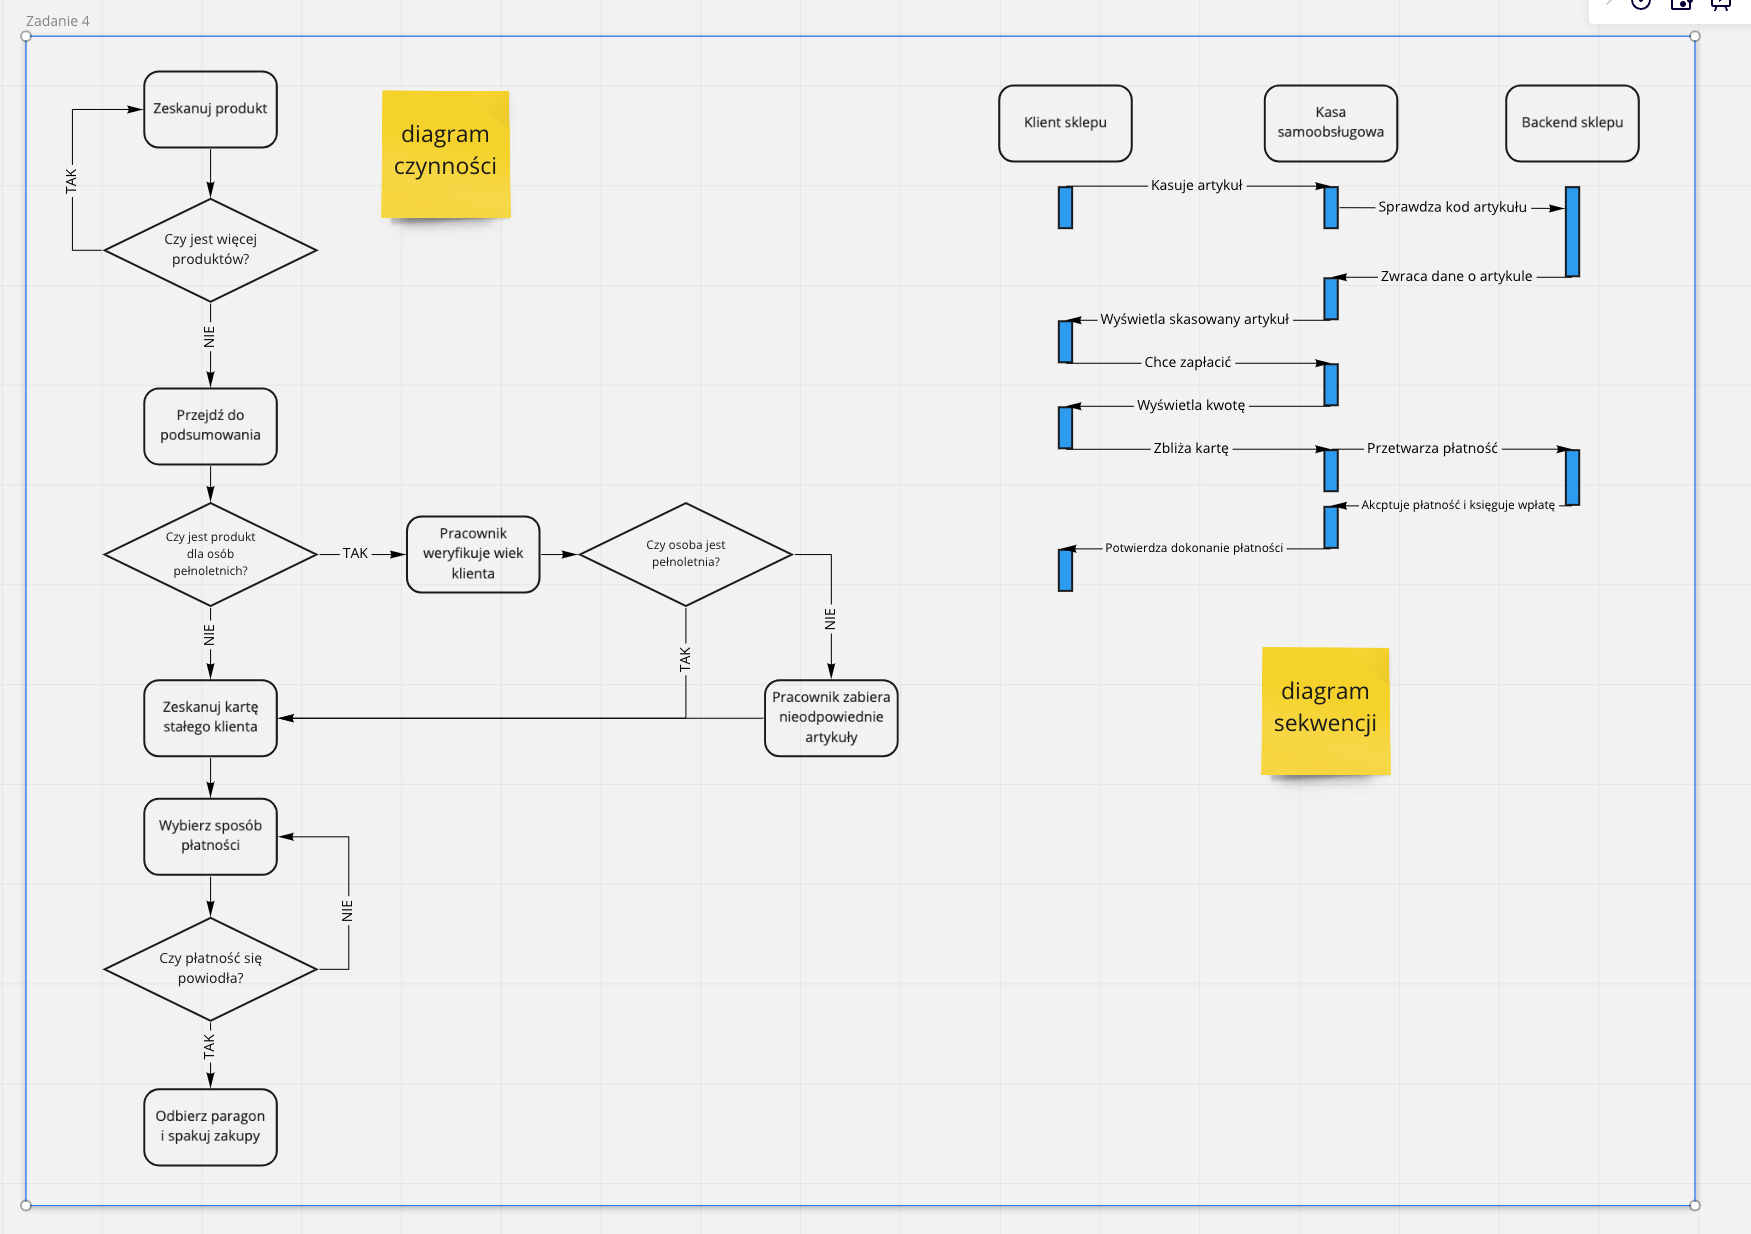 Zadanie 4
Zeskanuj produkt
TAK
Czy jest więcej
produktów?
NIE
Przejdź do
podsumowania
Czy jest produkt
dla osób
pełnoletnich?
TAK
Pracownik
weryfikuje wiek
klienta
Czy osoba jest
pełnoletnia?
NIE
NIE
TAK
Zeskanuj kartę
stałego klienta
Pracownik zabiera
nieodpowiednie
artykuły
Wybierz sposób
płatności
NIE
Czy płatność się
powiodła?
TAK
Odbierz paragon
i spakuj zakupy
diagram
czynności
Klient sklepu
Kasa
samoobsługowa
Backend sklepu
Kasuje artykuł
Sprawdza kod artykułu
Zwraca dane o artykule
Wyświetla skasowany artykuł
Chce zapłacić
Wyświetla kwotę
Zbliża kartę
Przetwarza płatność
Akcptuje płatność i księguje wpłatę
Potwierdza dokonanie płatności
diagram
sekwencji